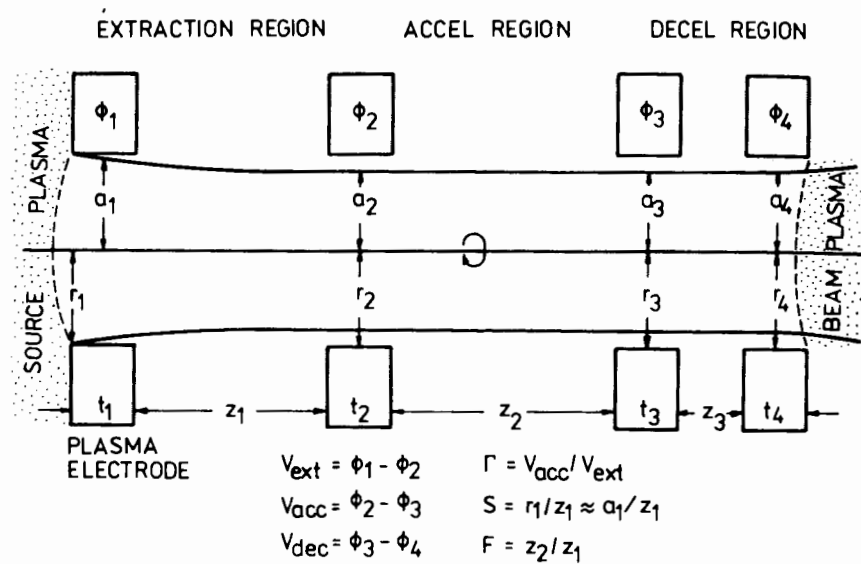 EXTRACTION REGION ACCEL REGION DECEL REGION
ϕ1 ϕ2 ϕ3 ϕ4
PLASMA
a1 a2 a3 a4
PLASMA
r1 r2 r3 r4
SOURCE
BEAM
t1 z1 t2 z2 t3 z3 t4
PLASMA
ELECTRODE
Vext = ϕ1 - ϕ2 Γ = Vacc/Vext
Vacc = ϕ2 - ϕ3 S = r1/z1 ≈ a1/z1
Vdec = ϕ3 - ϕ4 F = z2/z1